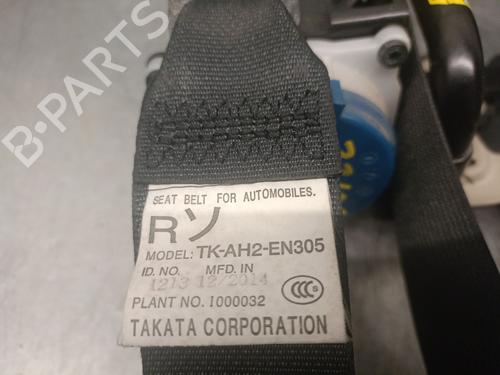 B-PARTS
SEAT BELT FOR AUTOMOBILES.
Rソ
MODEL: TK-AH2-EN305
ID. NO. MFD. IN
1213 12/2014
PLANT NO. 1000032
CCC S
TAKATA CORPORATION